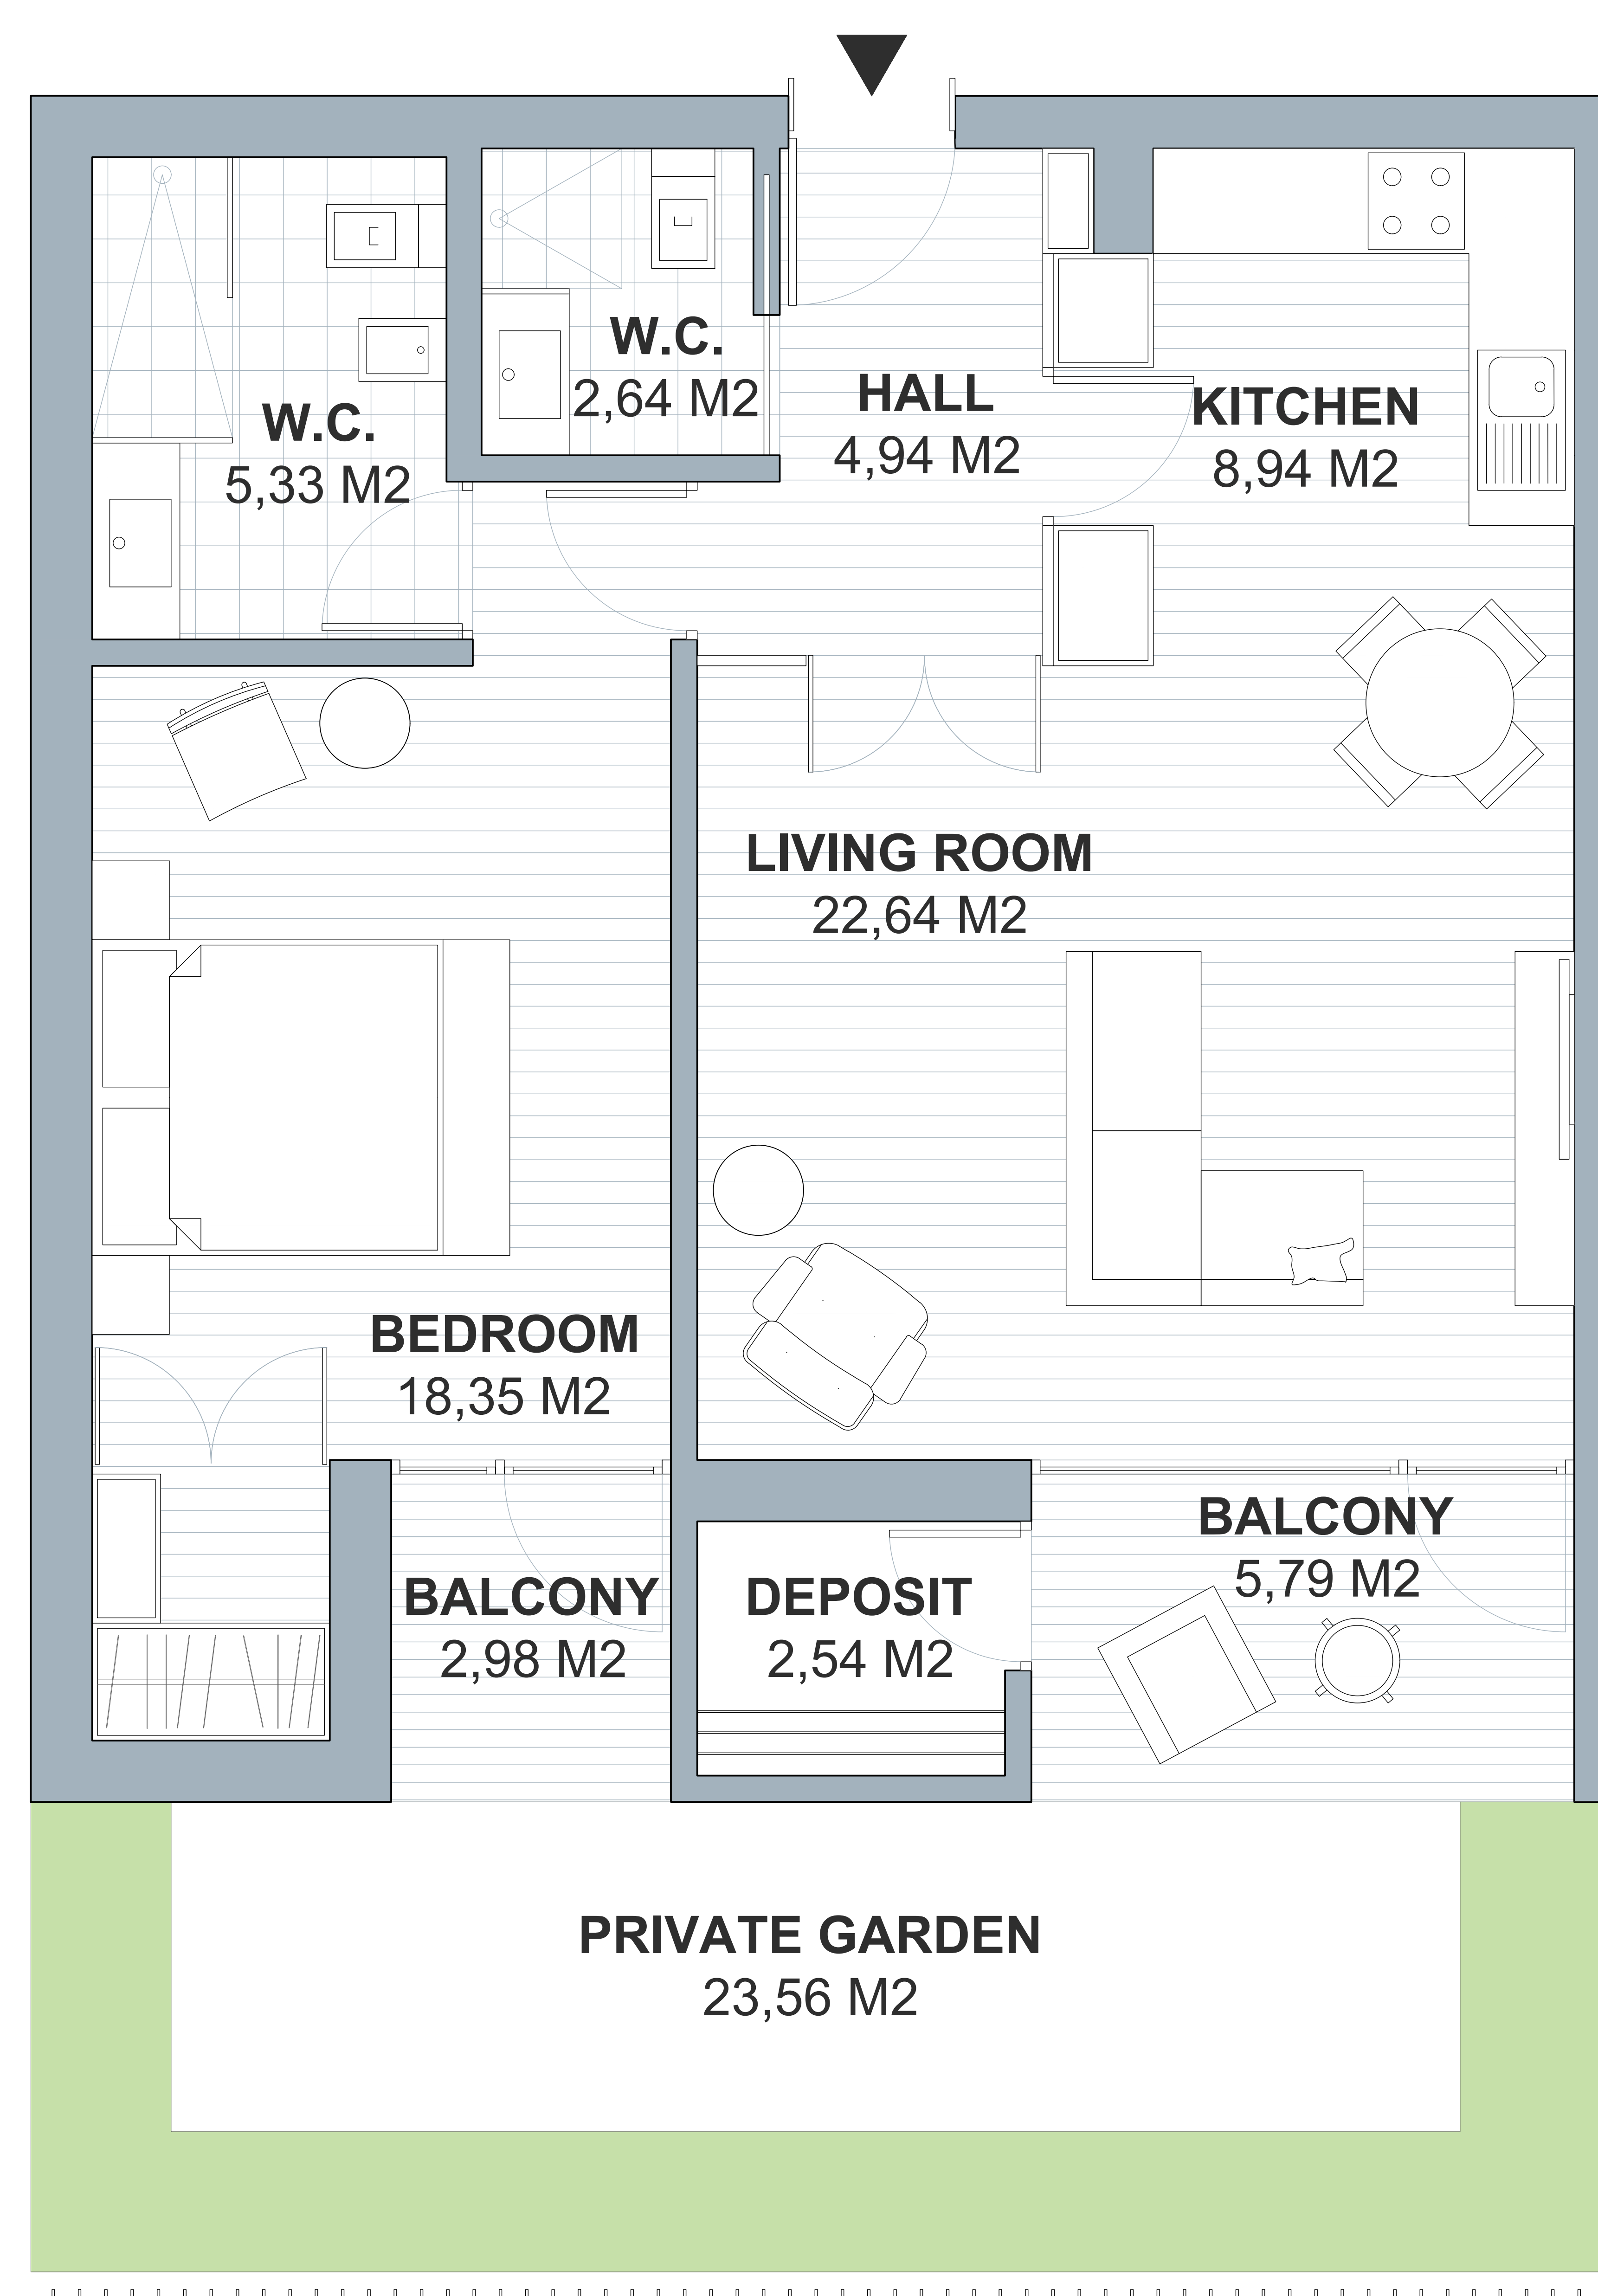 W.C.
2,64 M2
HALL
4,94 M2
KITCHEN
8,94 M2
W.C.
5,33 M2
LIVING ROOM
22,64 M2
BEDROOM
18,35 M2
BALCONY
5,79 M2
BALCONY
2,98 M2
DEPOSIT
2,54 M2
PRIVATE GARDEN
23,56 M2